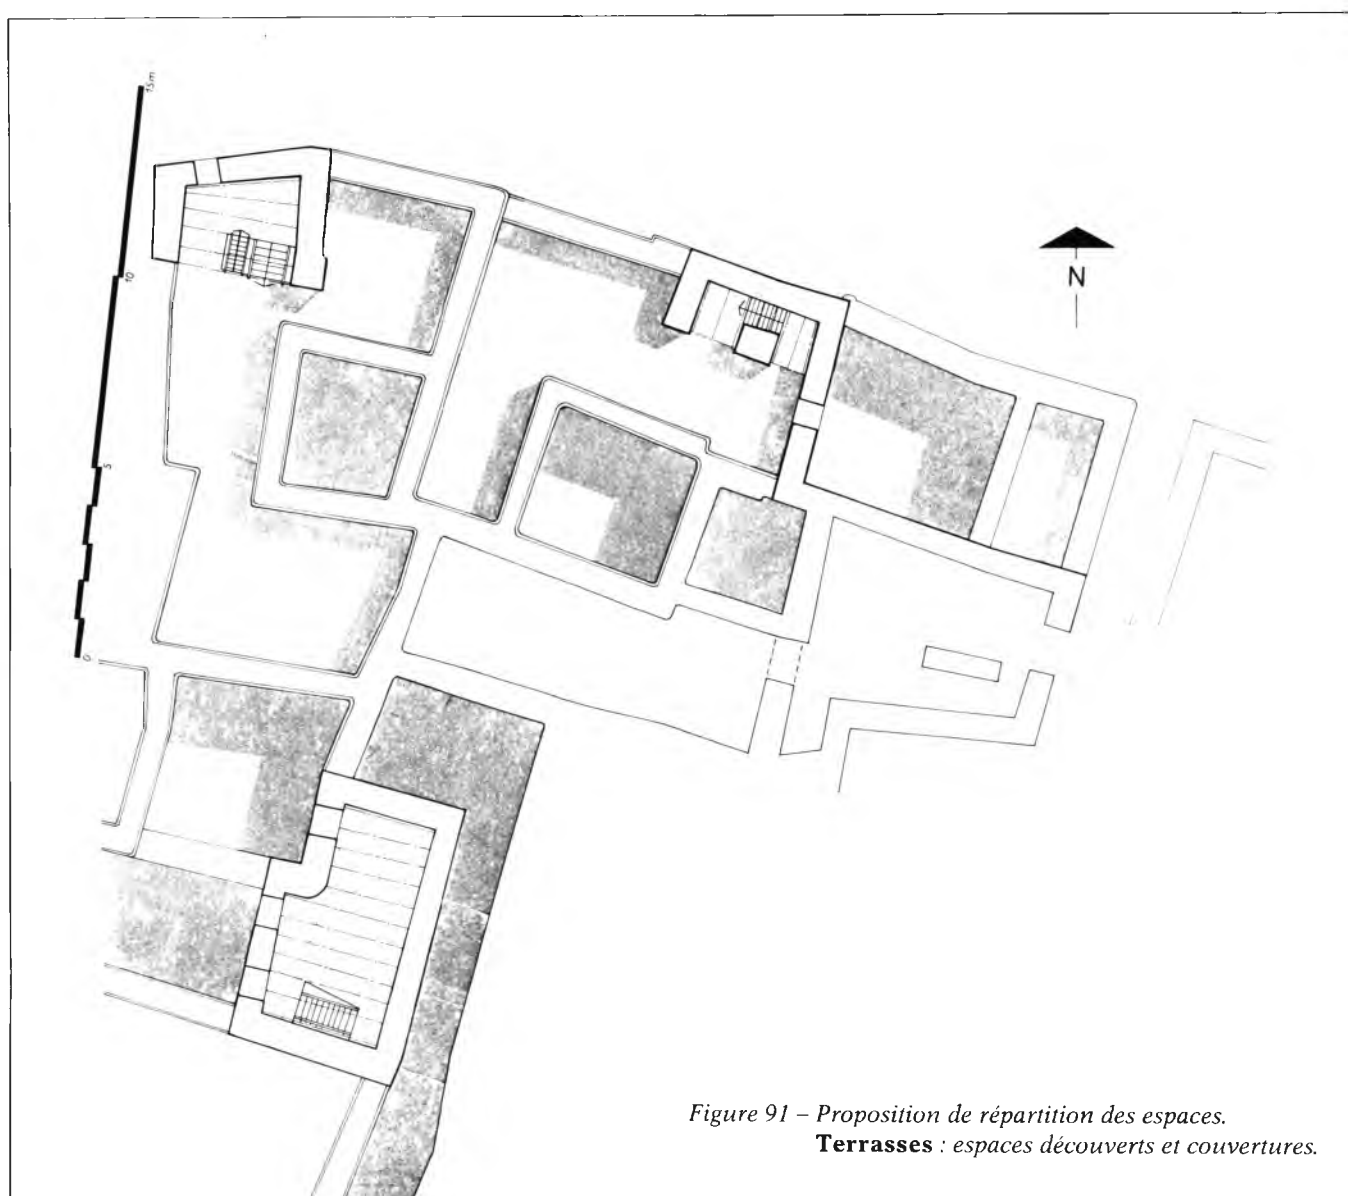 15m
10
5
0
N
Figure 91 – Proposition de répartition des espaces.
Terrasses : espaces découverts et couvertures.